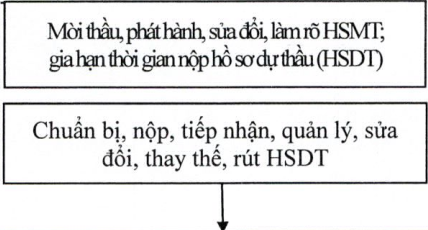 Mời thầu, phát hành, sửa đổi, làm rõ HSMT;
gia hạn thời gian nộp hồ sơ dự thầu (HSDT)
Chuẩn bị, nộp, tiếp nhận, quản lý, sửa
đổi, thay thế, rút HSDT